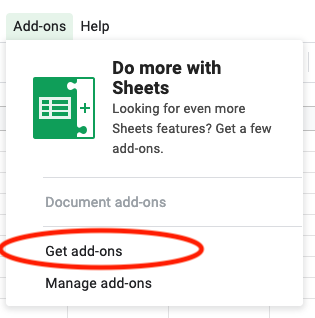 Add-ons Help
Do more with
Sheets
Looking for even more
Sheets features? Get a few
add-ons.
Document add-ons
Get add-ons
Manage add-ons